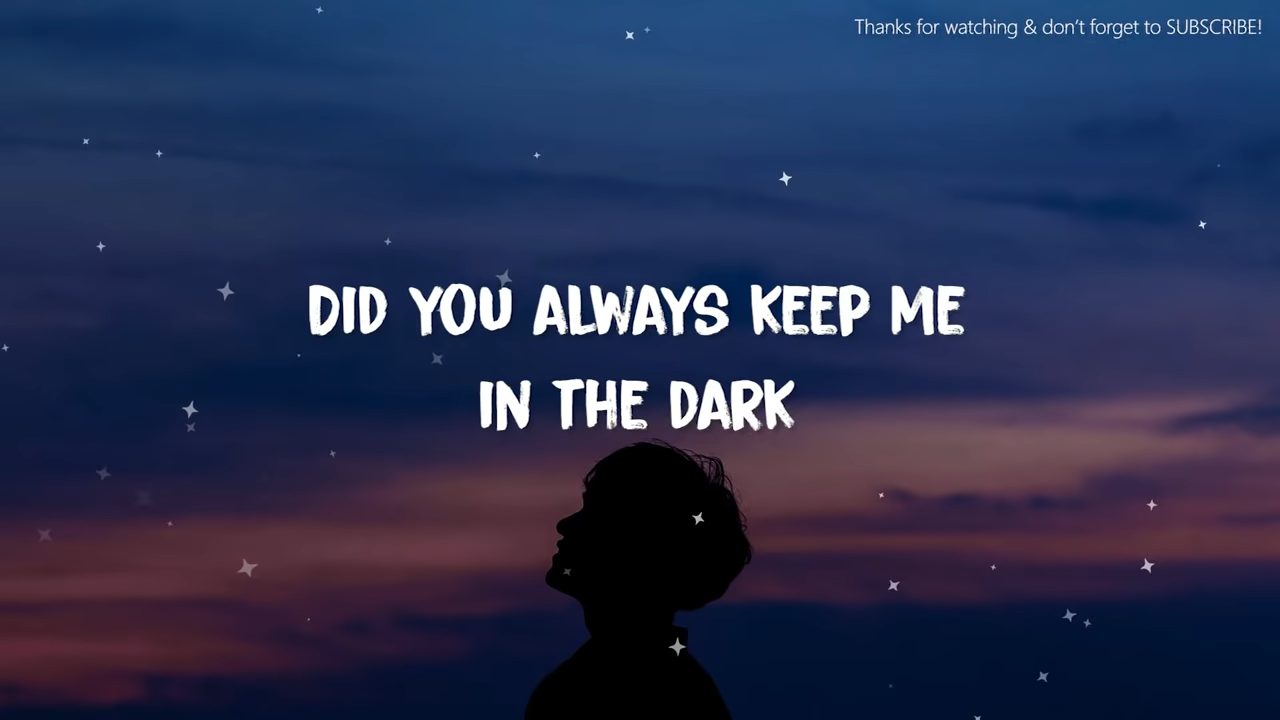 Thanks for watching & don’t forget to SUBSCRIBE!
DID YOU ALWAYS KEEP ME
IN THE DARK